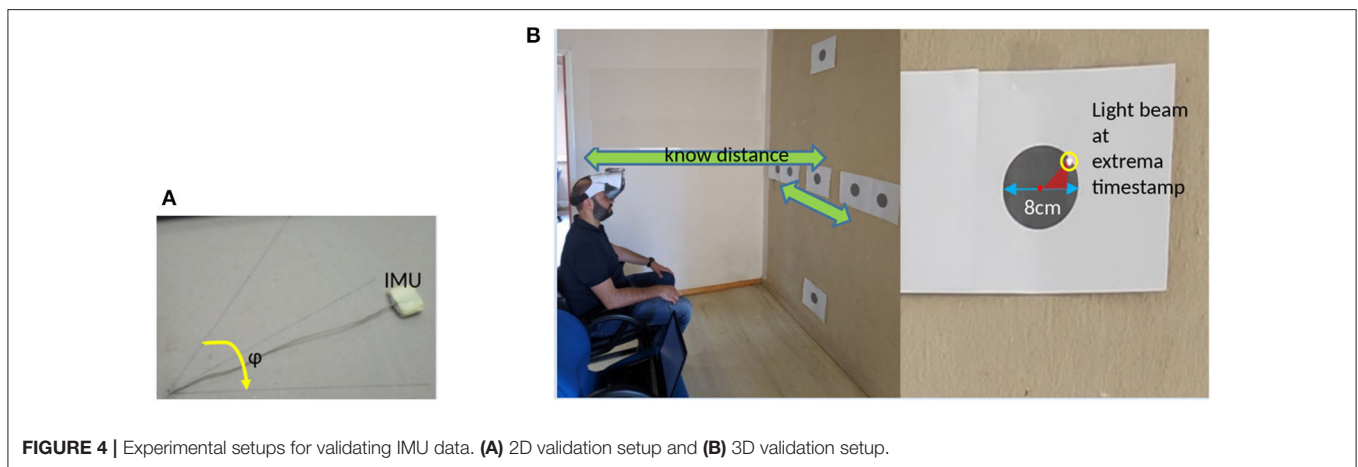 A
IMU
φ
B
know distance
Light beam
at
extrema
timestamp
8cm
FIGURE 4 | Experimental setups for validating IMU data. (A) 2D validation setup and (B) 3D validation setup.